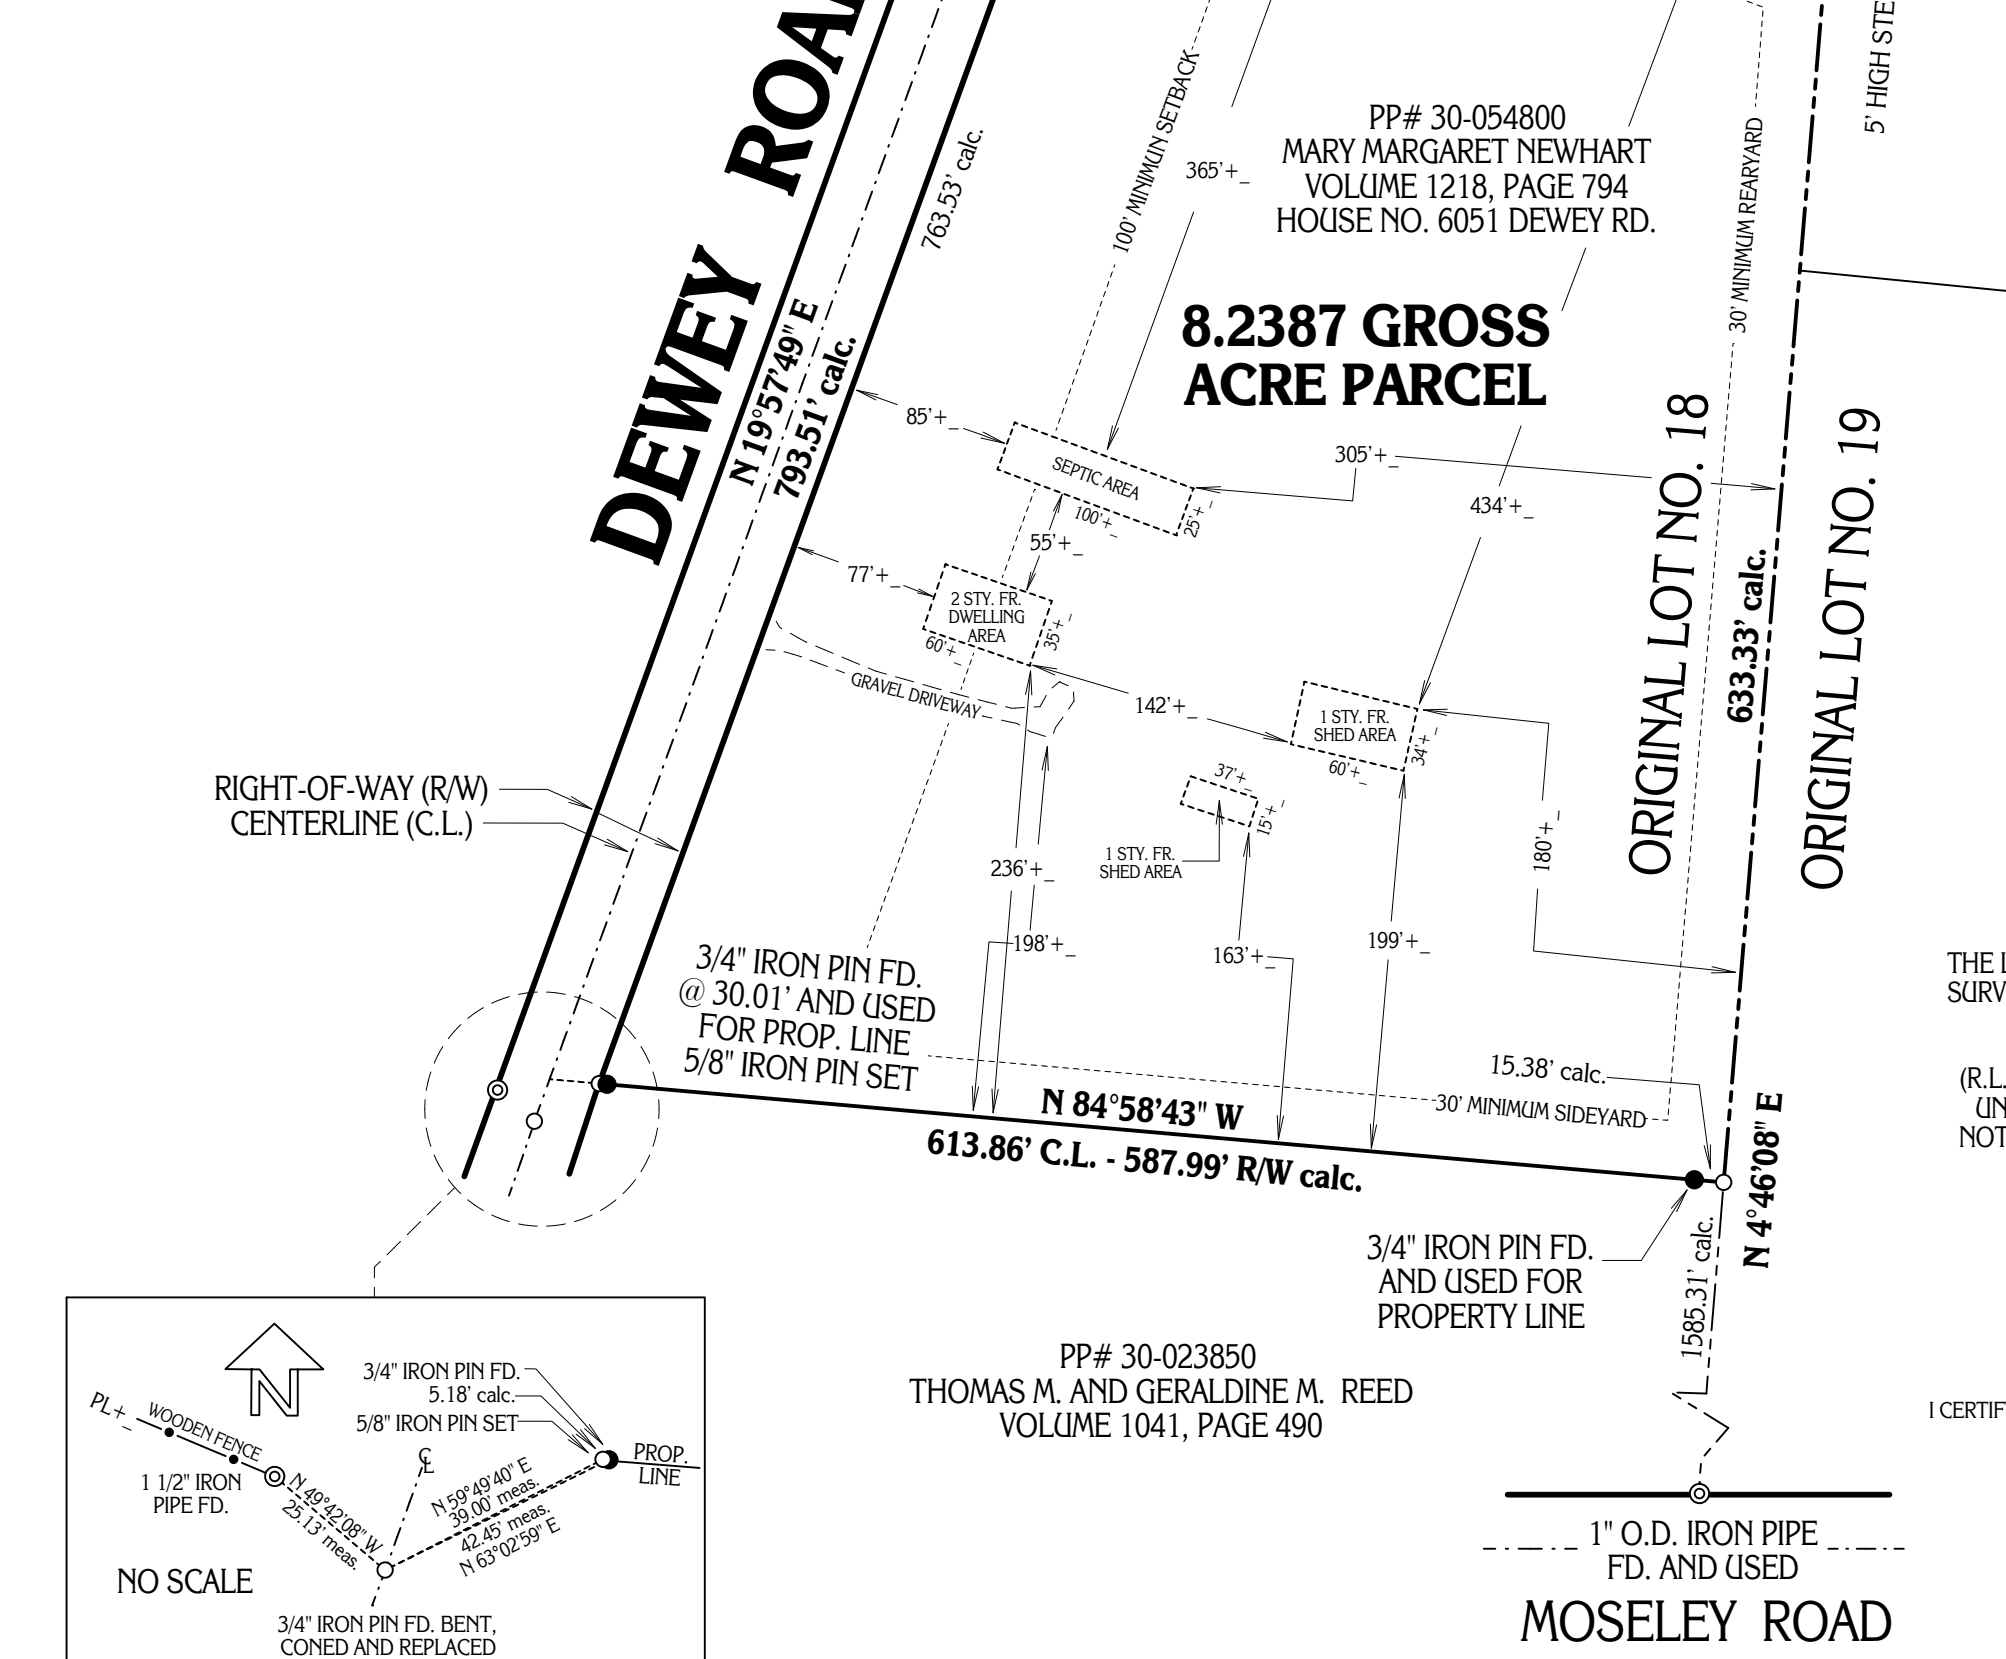 DEWEY ROA
N 19°57'49" E
793.51' calc.
763.53' calc.
100' MINIMUN SETBACK
365'+_
PP# 30-054800
MARY MARGARET NEWHART
VOLUME 1218, PAGE 794
HOUSE NO. 6051 DEWEY RD.
30' MINIMUM REARYARD
5' HIGH STE
8.2387 GROSS
ACRE PARCEL
85'+_
SEPTIC AREA
100'+_
25'+_
305'+_
434'+_
55'+_
77'+_
2 STY. FR.
DWELLING
AREA
60'+_
35'+_
GRAVEL DRIVEWAY
142'+_
1 STY. FR.
SHED AREA
60'+_
34'+_
37'+_
15'+_
1 STY. FR.
SHED AREA
ORIGINAL LOT NO. 18
633.33' calc.
ORIGINAL LOT NO. 19
180'+_
RIGHT-OF-WAY (R/W)
CENTERLINE (C.L.)
236'+_
198'+_
163'+_
199'+_
3/4" IRON PIN FD.
@ 30.01' AND USED
FOR PROP. LINE
5/8" IRON PIN SET
N 84°58'43" W
613.86' C.L. - 587.99' R/W calc.
30' MINIMUM SIDEYARD
15.38' calc.
N 4°46'08" E
1585.31' calc.
3/4" IRON PIN FD.
AND USED FOR
PROPERTY LINE
THE L
SURV
(R.L.
UN
NOT
I CERTIF
PP# 30-023850
THOMAS M. AND GERALDINE M. REED
VOLUME 1041, PAGE 490
N
3/4" IRON PIN FD.
5.18' calc.
5/8" IRON PIN SET
PL+_
WOODEN FENCE
1 1/2" IRON
PIPE FD.
N 49°42'08" W
25.13' meas.
CL
N 59°49'40" E
39.00' meas.
42.45' meas.
N 63°02'59" E
PROP.
LINE
NO SCALE
3/4" IRON PIN FD. BENT,
CONED AND REPLACED
1" O.D. IRON PIPE
FD. AND USED
MOSELEY ROAD